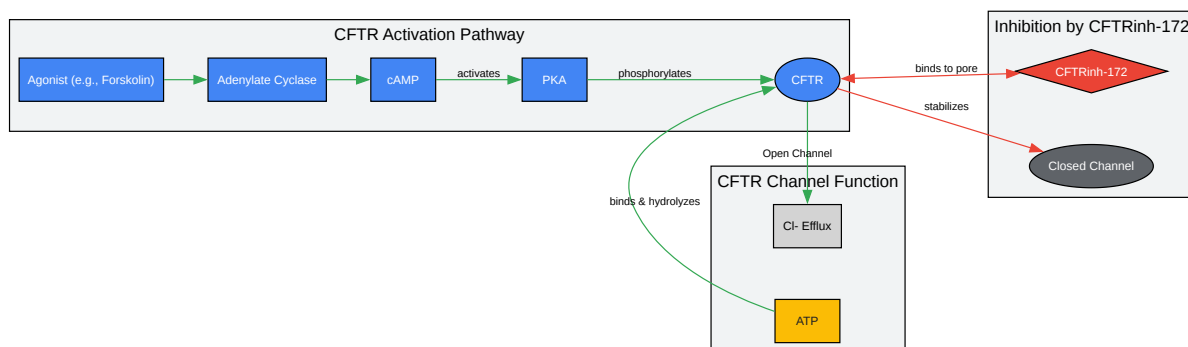 CFTR Activation Pathway
Agonist (e.g., Forskolin)
Adenylate Cyclase
cAMP
activates
PKA
phosphorylates
CFTR
Inhibition by CFTRinh-172
binds to pore
CFTRinh-172
stabilizes
Closed Channel
Open Channel
CFTR Channel Function
binds & hydrolyzes
Cl- Efflux
ATP